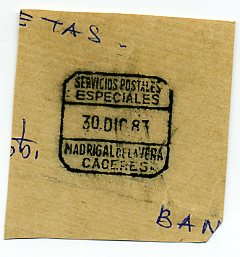 ETAS.
SERVICIOS POSTALES
ESPECIALES
30.DIC 83
MADRIGAL DE LA VERA
CACERES
BAN